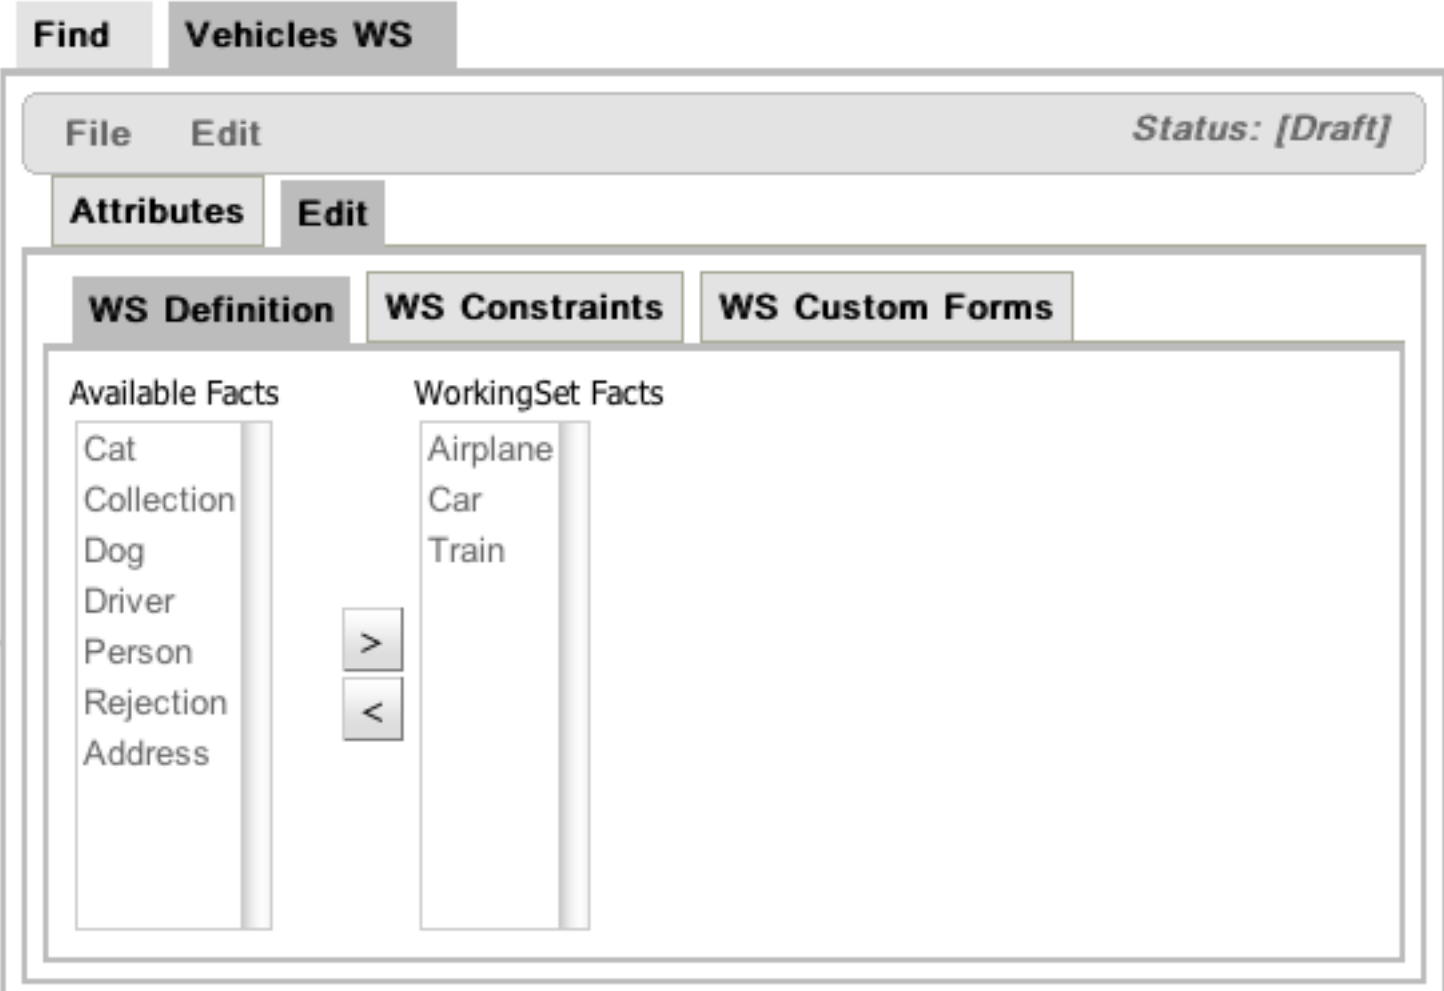 Find Vehicles WS
File Edit Status: [Draft]
Attributes Edit
WS Definition WS Constraints WS Custom Forms
Available Facts WorkingSet Facts
Cat Airplane
Collection Car
Dog Train
Driver
Person
>
Rejection
<
Address